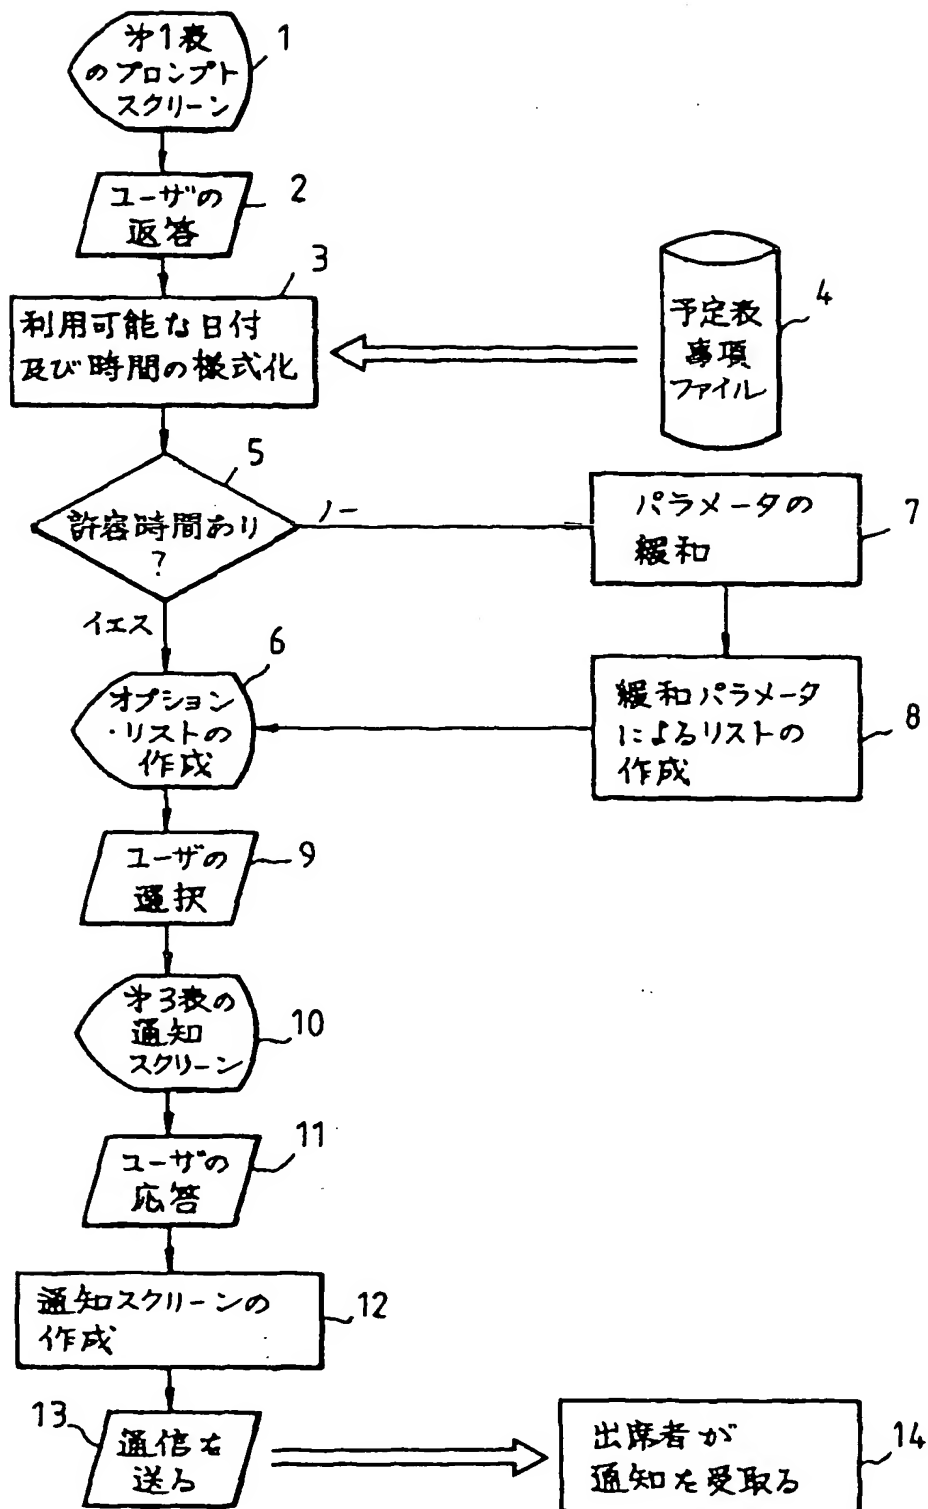 第1表
のプロンプト
スクリーン
1
ユーザの
返答
2
利用可能な日付
及び時間の様式化
3
予定表
事項
ファイル
4
許容時間あり
?
5
ノー
イエス
パラメータの
緩和
7
オプション
・リストの
作成
6
緩和パラメータ
によるリストの
作成
8
ユーザの
選択
9
第3表の
通知
スクリーン
10
ユーザの
応答
11
通知スクリーンの
作成
12
13
通信を
送る
出席者が
通知を受取る
14